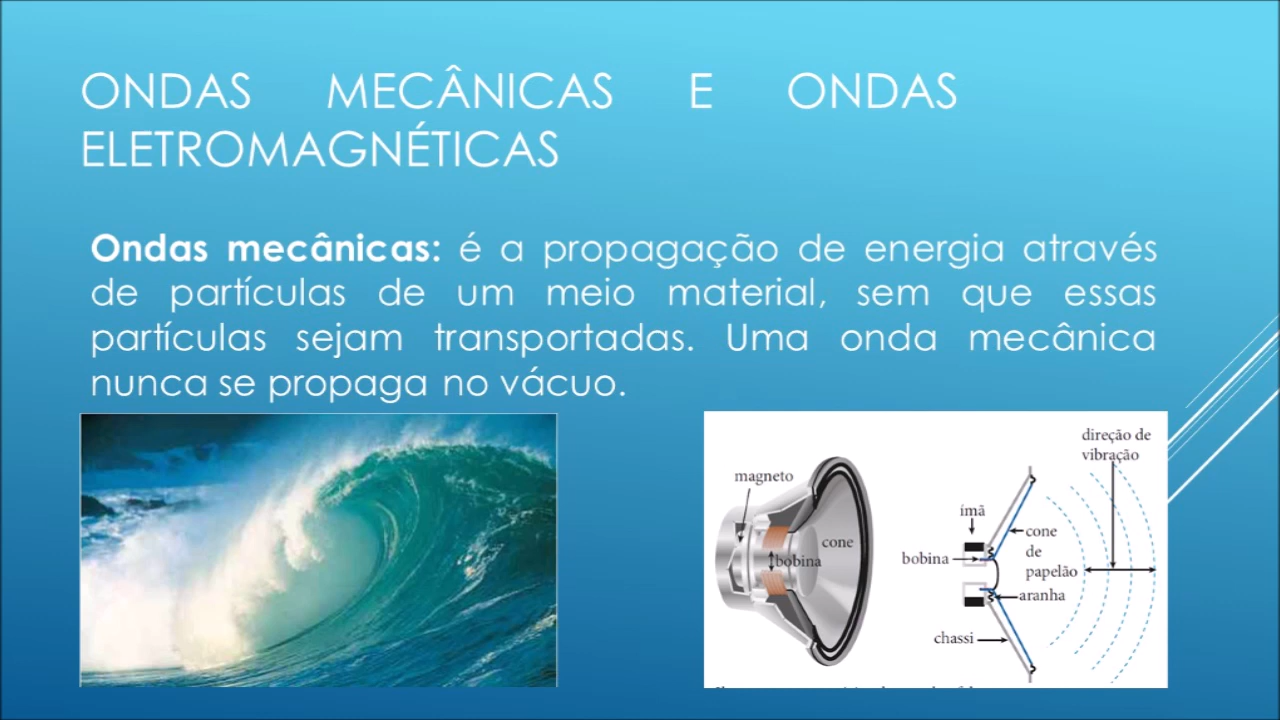 ONDAS MECÂNICAS E ONDAS
ELETROMAGNÉTICAS
Ondas mecânicas: é a propagação de energia através
de partículas de um meio material, sem que essas
partículas sejam transportadas. Uma onda mecânica
nunca se propaga no vácuo.
magneto
cone
bobina
direção de
vibração
ímã
cone
de
papelão
bobina
aranha
chassi